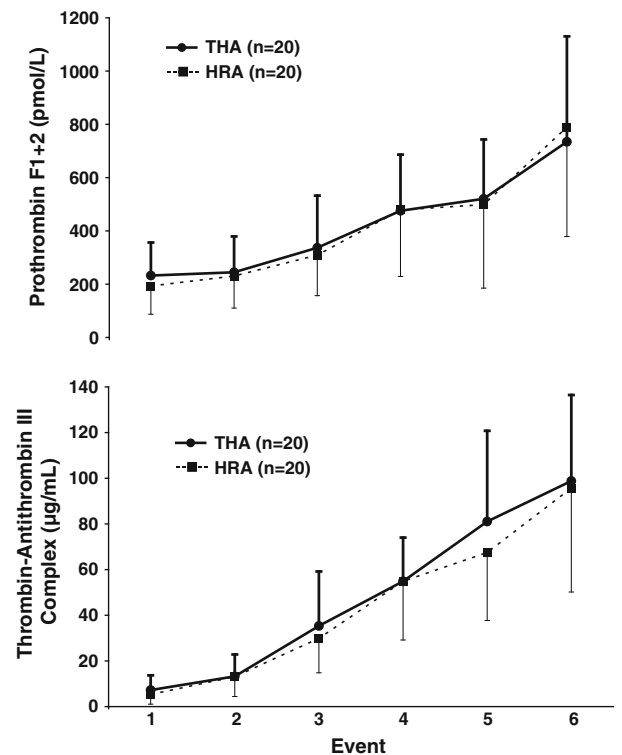 1200
1000
800
600
400
200
0
Prothrombin F1+2 (pmol/L)
THA (n=20)
HRA (n=20)
140
120
100
80
60
40
20
0
Thrombin-Antithrombin III
Complex (μg/mL)
THA (n=20)
HRA (n=20)
1 2 3 4 5 6
Event